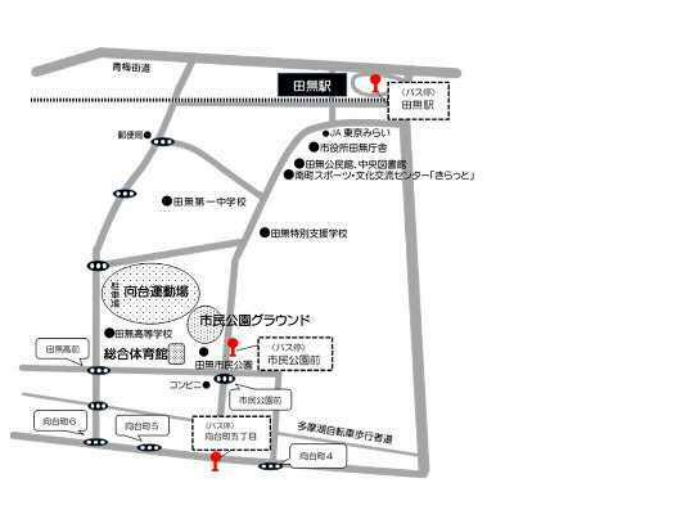 青梅街道
田無駅
(バス停)
田無駅
郵便局
JA 東京みらい
市役所田無庁舎
田無公民館、中央図書館
南町スポーツ・文化交流センター「きらっと」
田無第一中学校
田無特別支援学校
駐車場
向台運動場
市民公園グラウンド
田無高等学校
田無高前
総合体育館
田無市民公園
(バス停)
市民公園前
コンビニ
市民公園前
向台町6
向台町5
(バス停)
向台町五丁目
多摩湖自転車歩行者道
向台町4